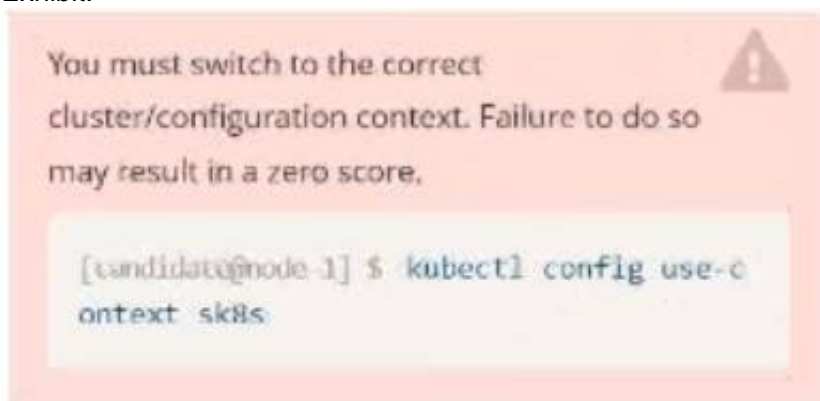 You must switch to the correct
cluster/configuration context. Failure to do so
may result in a zero score.
[candidate@node-1] $ kubectl config use-c
ontext sk8s